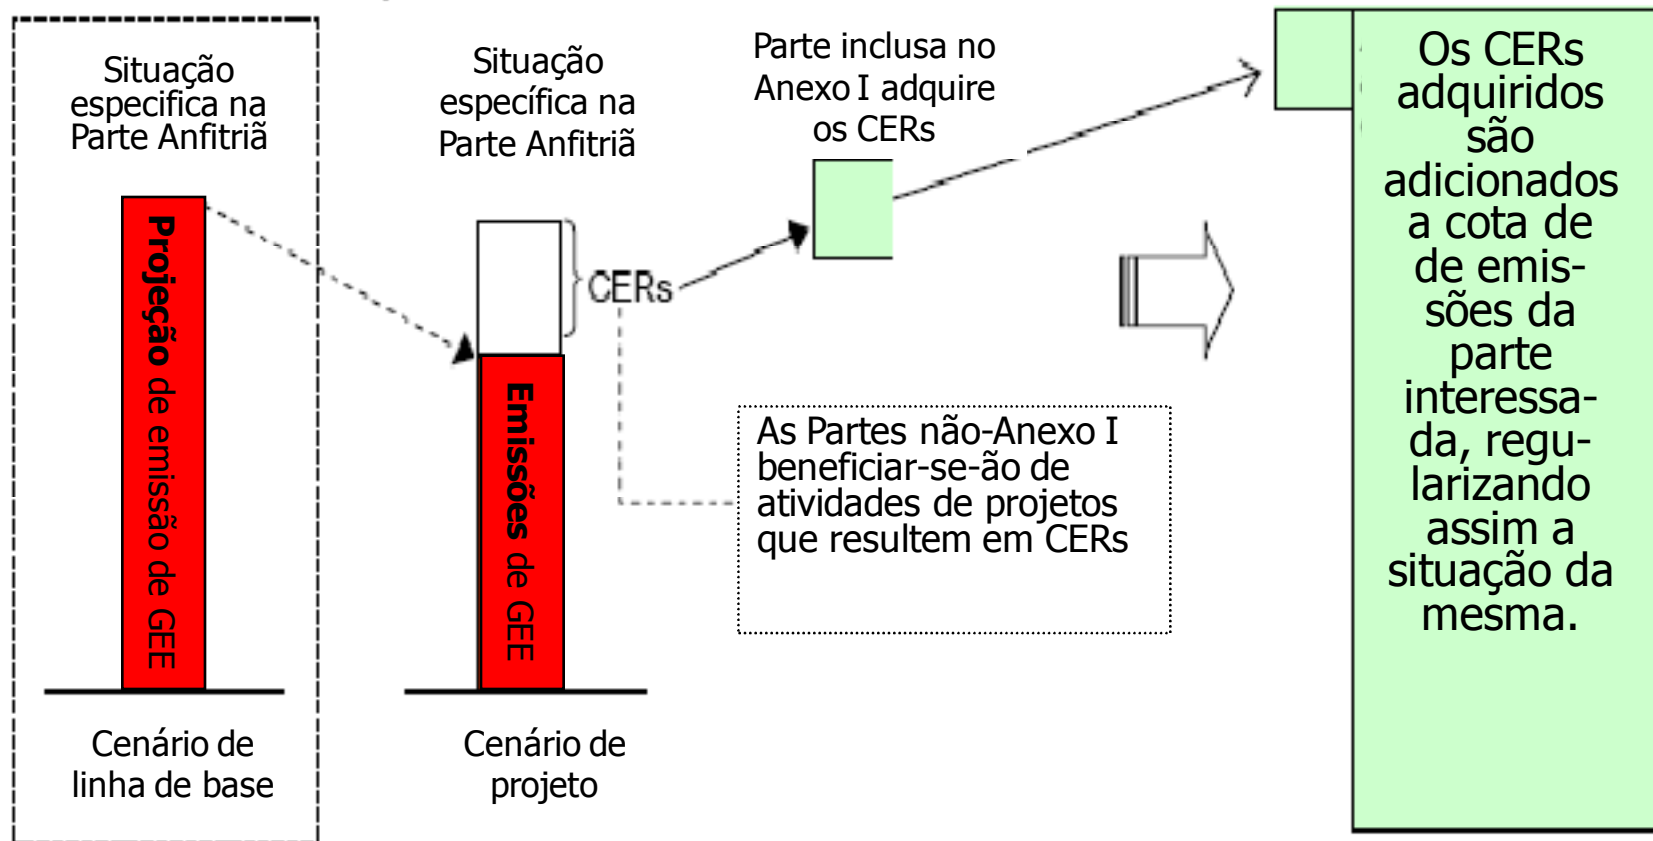 Situação
especifica na
Parte Anfitriã
Projeção de emissão de GEE
Cenário de
linha de base
Situação
específica na
Parte Anfitriã
Emissões de GEE
Cenário de
projeto
CERs
Parte inclusa no
Anexo I adquire
os CERs
As Partes não-Anexo I
beneficiar-se-ão de
atividades de projetos
que resultem em CERs
Os CERs
adquiridos
são
adicionados
a cota de
de emis-
sões da
parte
interessa-
da, regu-
larizando
assim a
situação da
mesma.